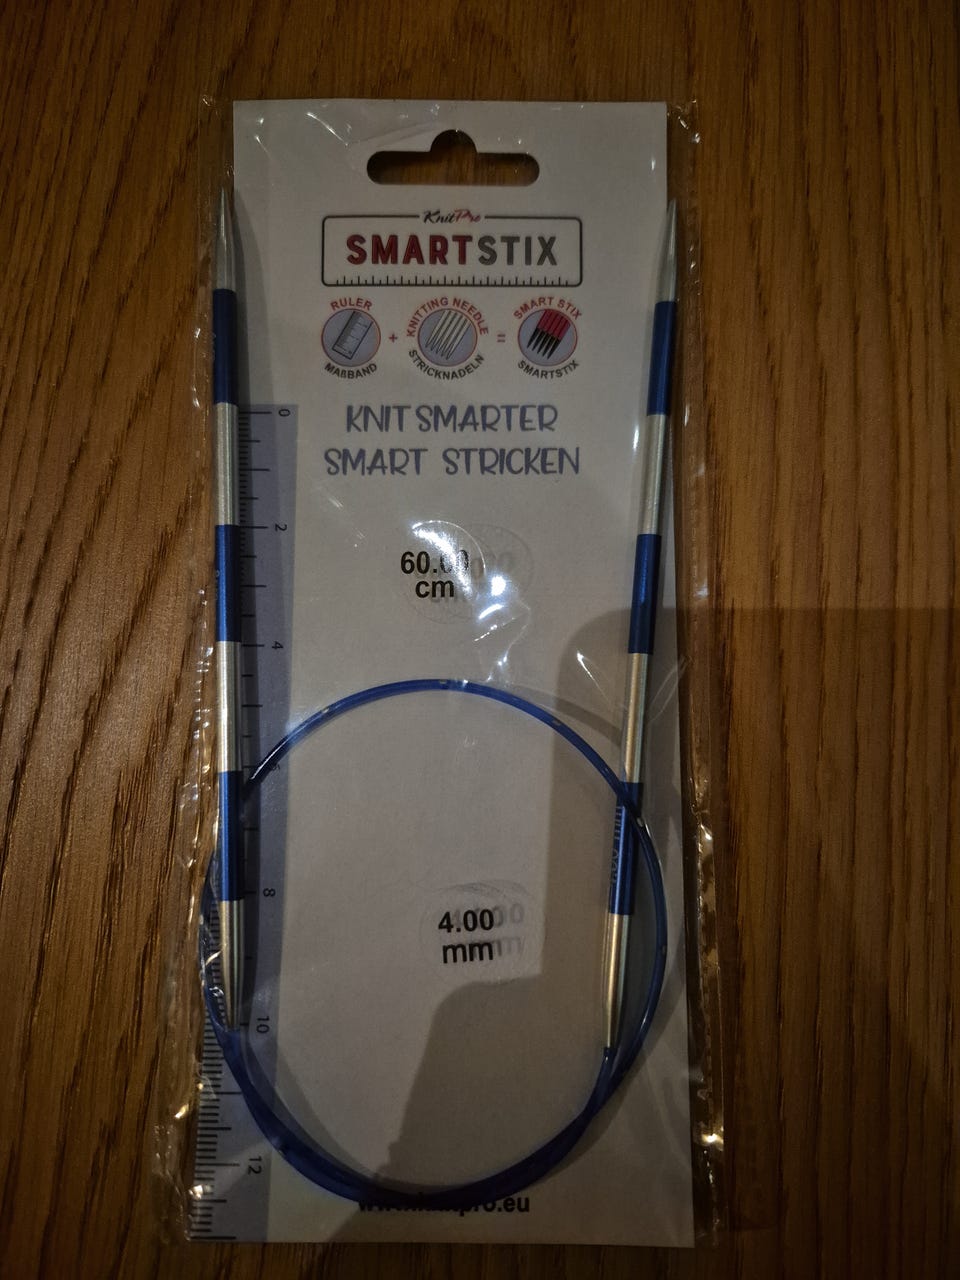 KnitPro
SMARTSTIX
RULER
MAßBAND
+
KNITTING NEEDLE
STRICKNADELN
=
SMART STIX
SMARTSTIX
KNIT SMARTER
SMART STRICKEN
60.00
cm
4.00
mm
0
2
4
8
10
12